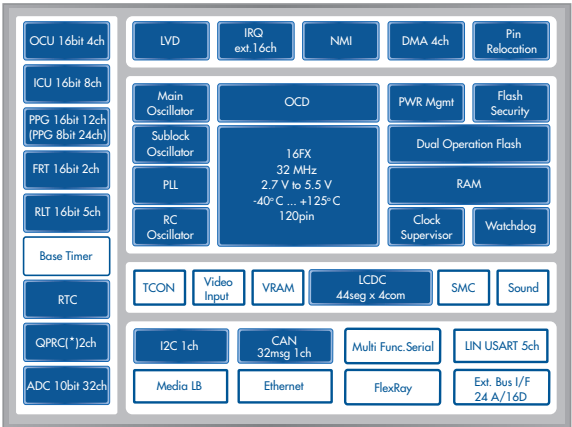 OCU 16bit 4ch
ICU 16bit 8ch
PPG 16bit 12ch
(PPG 8bit 24ch)
FRT 16bit 2ch
RLT 16bit 5ch
Base Timer
RTC
QPRC(*)2ch
ADC 10bit 32ch
LVD
IRQ
ext.16ch
NMI
DMA 4ch
Pin
Relocation
Main
Oscillator
OCD
PWR Mgmt
Flash
Security
Sublock
Oscillator
16FX
32 MHz
2.7 V to 5.5 V
-40°C ... +125°C
120pin
Dual Operation Flash
PLL
RAM
RC
Oscillator
Clock
Supervisor
Watchdog
TCON
Video
Input
VRAM
LCDC
44seg x 4com
SMC
Sound
I2C 1ch
CAN
32msg 1ch
Multi Func.Serial
LIN USART 5ch
Media LB
Ethernet
FlexRay
Ext. Bus I/F
24 A/16D